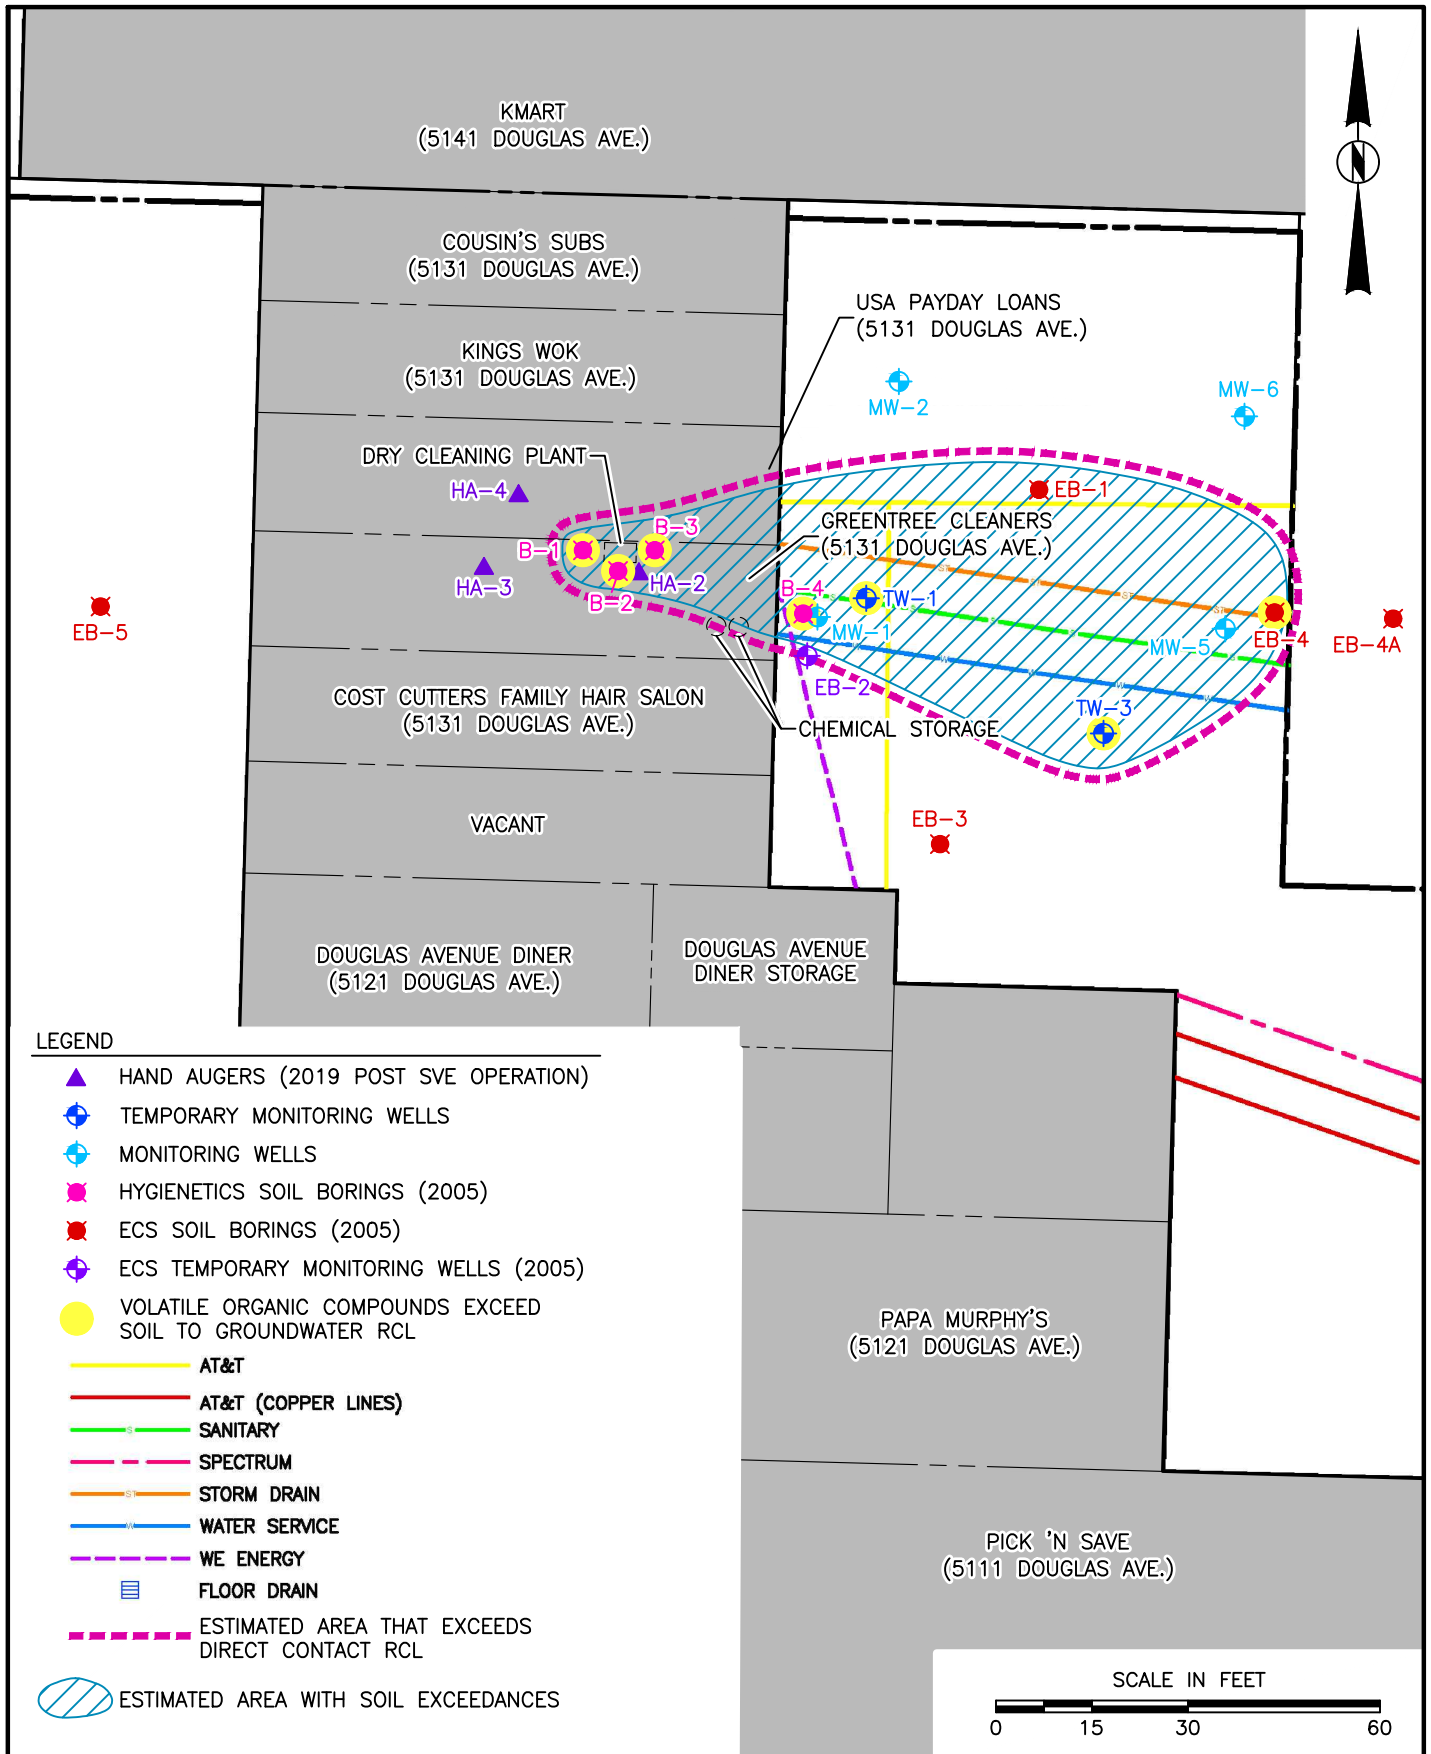 KMART
(5141 DOUGLAS AVE.)
N
COUSIN'S SUBS
(5131 DOUGLAS AVE.)
USA PAYDAY LOANS
(5131 DOUGLAS AVE.)
KINGS WOK
(5131 DOUGLAS AVE.)
MW-2
MW-6
DRY CLEANING PLANT
HA-4
EB-1
GREENTREE CLEANERS
(5131 DOUGLAS AVE.)
B-1
B-3
HA-3
HA-2
B-2
B-4
TW-1
MW-1
MW-5
EB-4
EB-4A
EB-5
EB-2
ST
ST
ST
ST
S
S
S
S
S
W
W
W
W
W
TW-3
COST CUTTERS FAMILY HAIR SALON
(5131 DOUGLAS AVE.)
CHEMICAL STORAGE
EB-3
VACANT
DOUGLAS AVENUE DINER
(5121 DOUGLAS AVE.)
DOUGLAS AVENUE
DINER STORAGE
LEGEND
HAND AUGERS (2019 POST SVE OPERATION)
TEMPORARY MONITORING WELLS
MONITORING WELLS
HYGIENETICS SOIL BORINGS (2005)
ECS SOIL BORINGS (2005)
ECS TEMPORARY MONITORING WELLS (2005)
VOLATILE ORGANIC COMPOUNDS EXCEED
SOIL TO GROUNDWATER RCL
AT&T
AT&T (COPPER LINES)
S SANITARY
SPECTRUM
ST STORM DRAIN
W WATER SERVICE
WE ENERGY
FLOOR DRAIN
ESTIMATED AREA THAT EXCEEDS
DIRECT CONTACT RCL
ESTIMATED AREA WITH SOIL EXCEEDANCES
PAPA MURPHY'S
(5121 DOUGLAS AVE.)
PICK 'N SAVE
(5111 DOUGLAS AVE.)
SCALE IN FEET
0 15 30 60